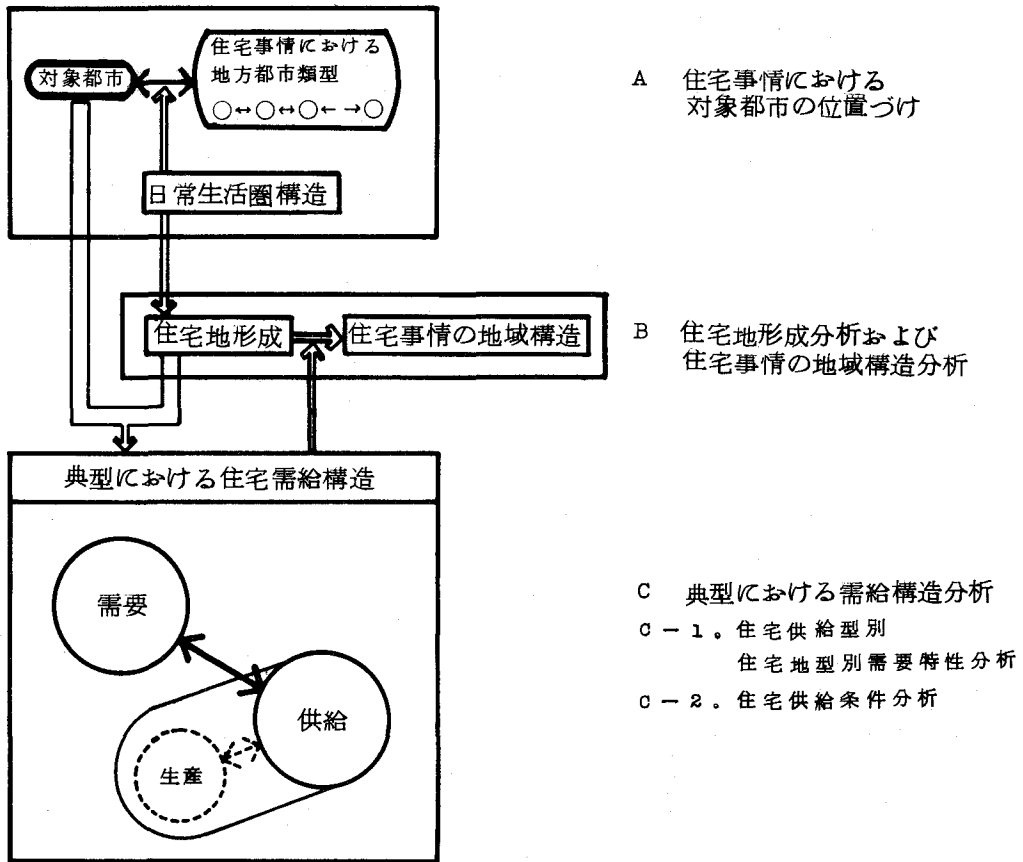 対象都市
住宅事情における
地方都市類型
○↔○↔○← →○
日常生活圏構造
住宅地形成
住宅事情の地域構造
典型における住宅需給構造
需要
供給
生産
A 住宅事情における
対象都市の位置づけ
B 住宅地形成分析および
住宅事情の地域構造分析
C 典型における需給構造分析
C－1。住宅供給型別
住宅地型別需要特性分析
C－2。住宅供給条件分析